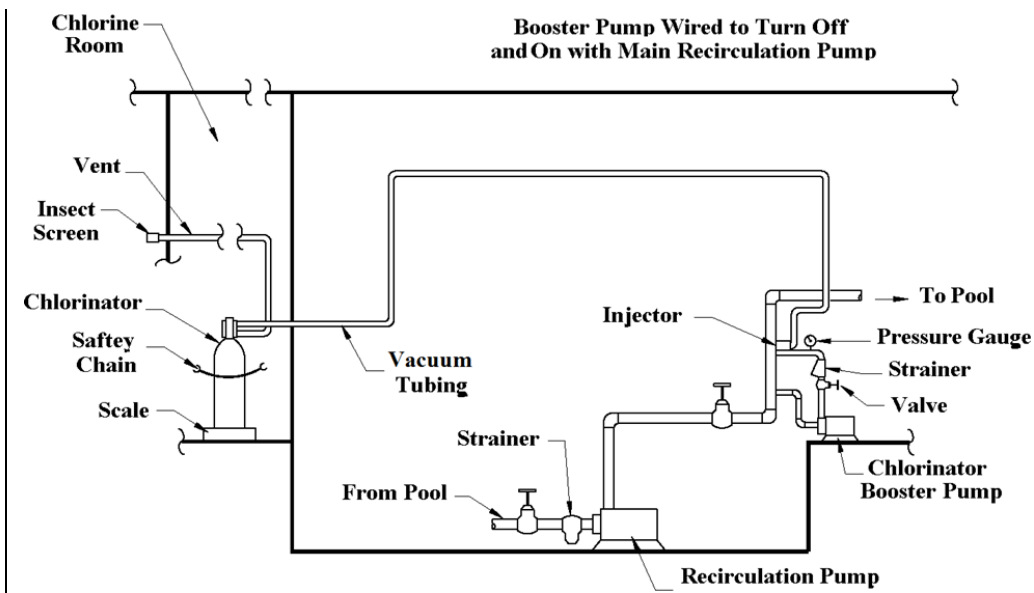 Chlorine
Room
Booster Pump Wired to Turn Off
and On with Main Recirculation Pump
Vent
Insect
Screen
Chlorinator
Saftey
Chain
Scale
Vacuum
Tubing
Injector
To Pool
Pressure Gauge
Strainer
Valve
Strainer
From Pool
Chlorinator
Booster Pump
Recirculation Pump